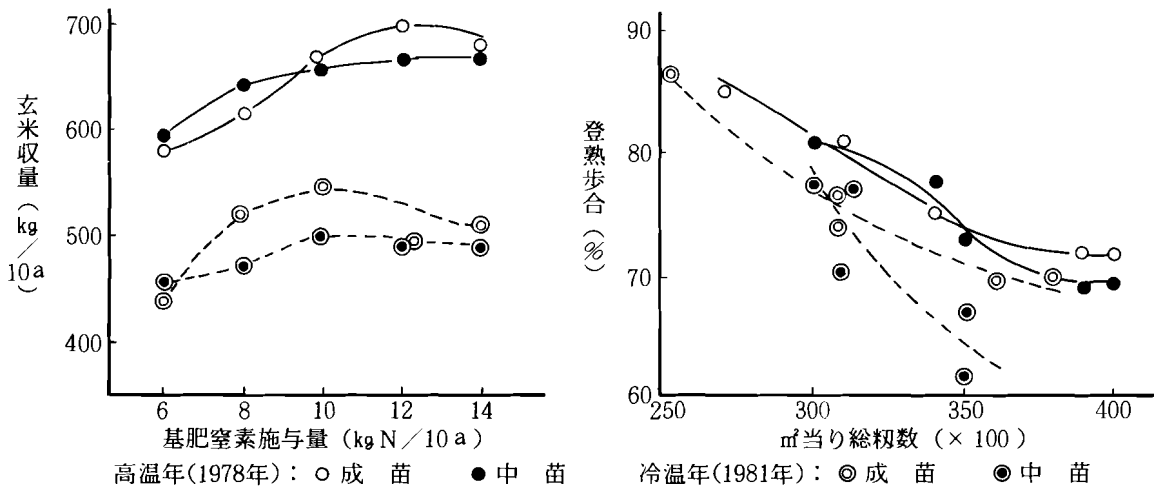 玄米収量（kg／10a）
700
600
500
400
6 8 10 12 14
基肥窒素施与量（kgN／10a）
登熟歩合（%）
90
80
70
60
250 300 350 400
㎡当り総籾数（×100）
高温年(1978年)：○成苗 ●中苗 冷温年(1981年)：◎成苗 ◉中苗